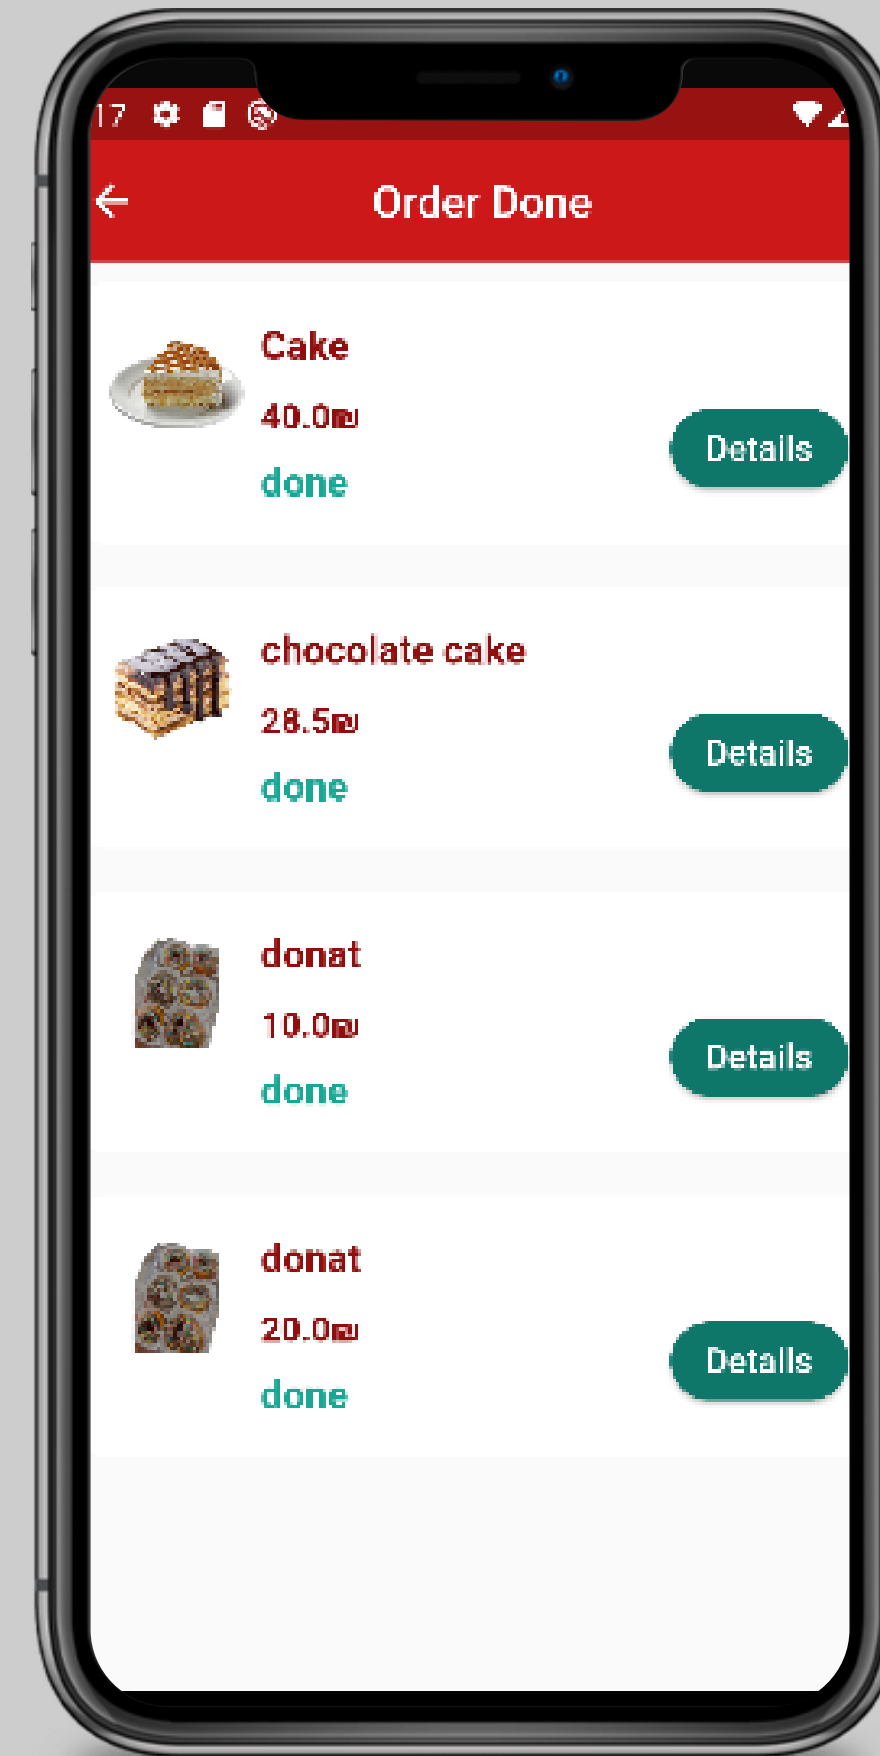 17
Order Done
Cake
40.0₪
done
Details
chocolate cake
28.5₪
done
Details
donat
10.0₪
done
Details
donat
20.0₪
done
Details